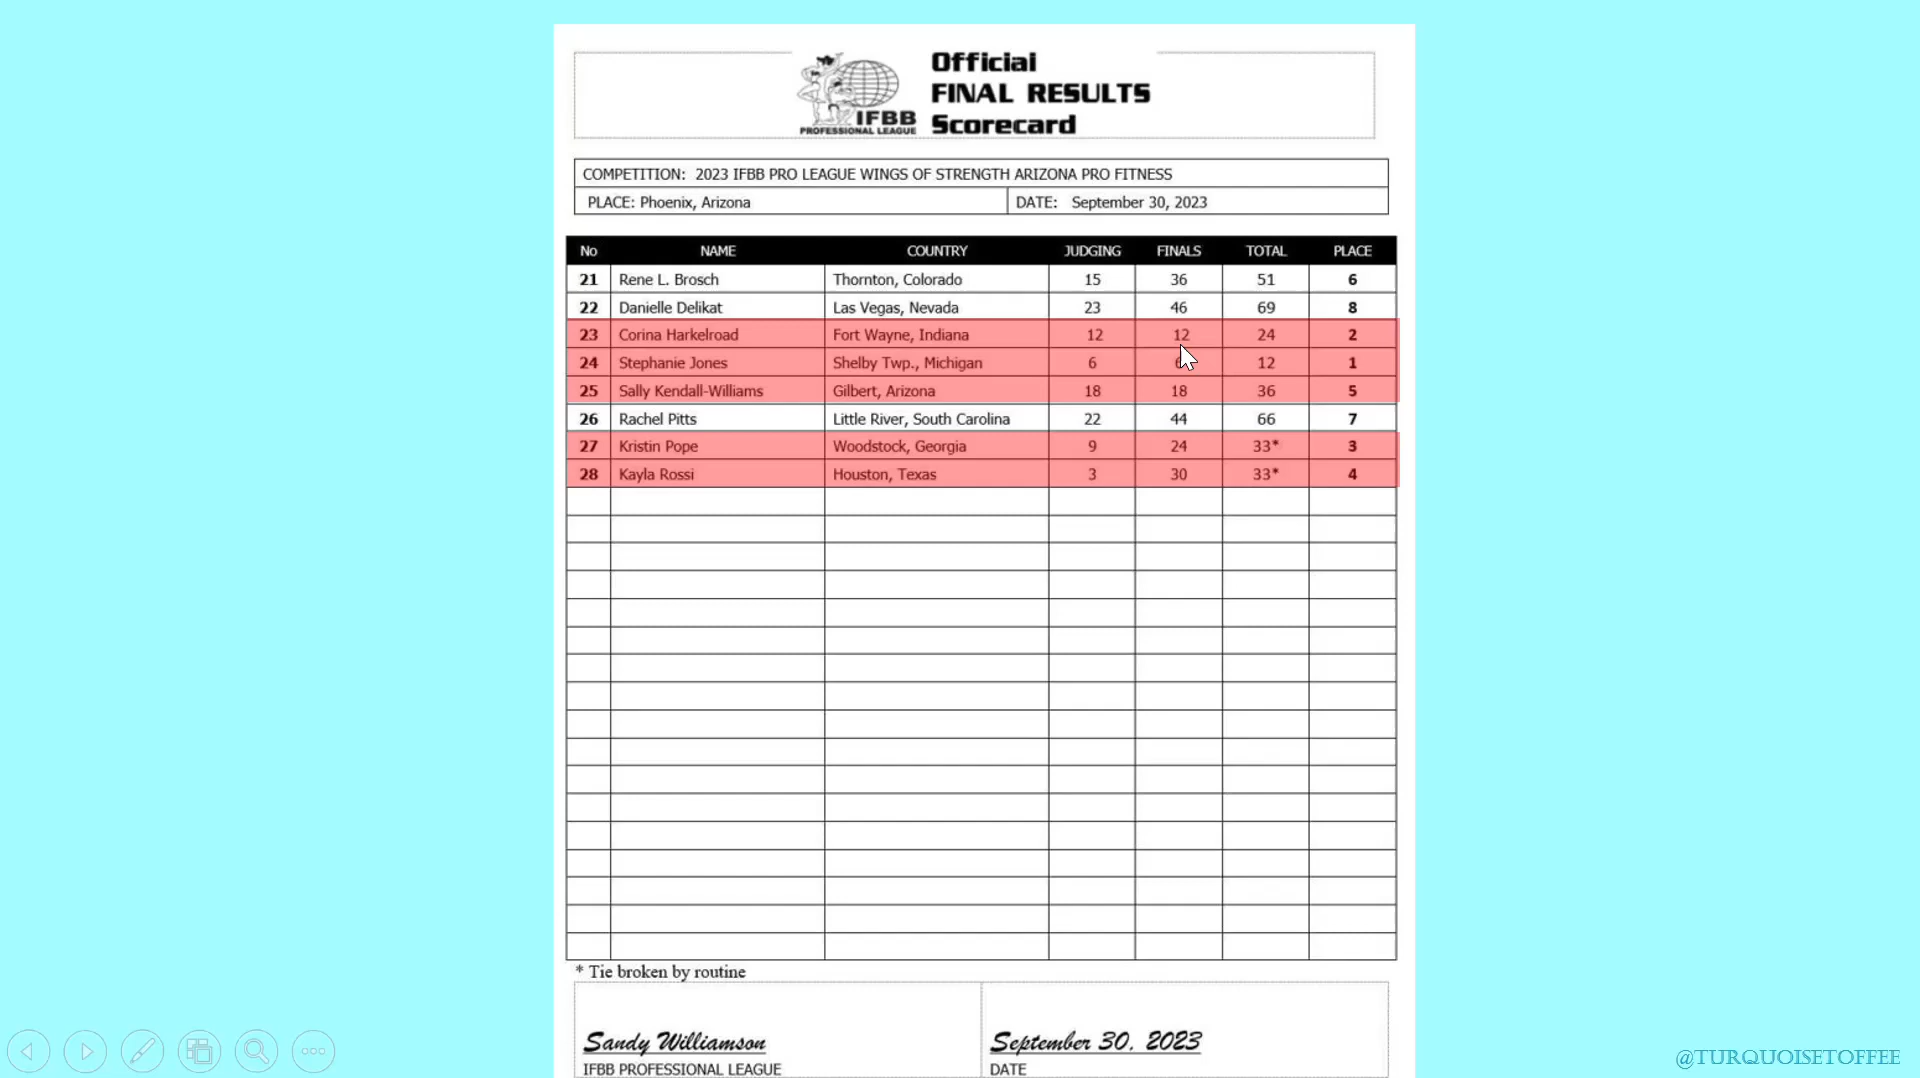 Official
FINAL RESULTS
Scorecard
IFBB
PROFESSIONAL LEAGUE
COMPETITION: 2023 IFBB PRO LEAGUE WINGS OF STRENGTH ARIZONA PRO FITNESS
PLACE: Phoenix, Arizona DATE: September 30, 2023
No NAME COUNTRY JUDGING FINALS TOTAL PLACE
21 Rene L. Brosch Thornton, Colorado 15 36 51 6
22 Danielle Delikat Las Vegas, Nevada 23 46 69 8
23 Corina Harkelroad Fort Wayne, Indiana 12 12 24 2
24 Stephanie Jones Shelby Twp., Michigan 6 12 1
25 Sally Kendall-Williams Gilbert, Arizona 18 18 36 5
26 Rachel Pitts Little River, South Carolina 22 44 66 7
27 Kristin Pope Woodstock, Georgia 9 24 33* 3
28 Kayla Rossi Houston, Texas 3 30 33* 4
* Tie broken by routine
Sandy Williamson September 30, 2023
IFBB PROFESSIONAL LEAGUE DATE
@TURQUOISETOFFEE